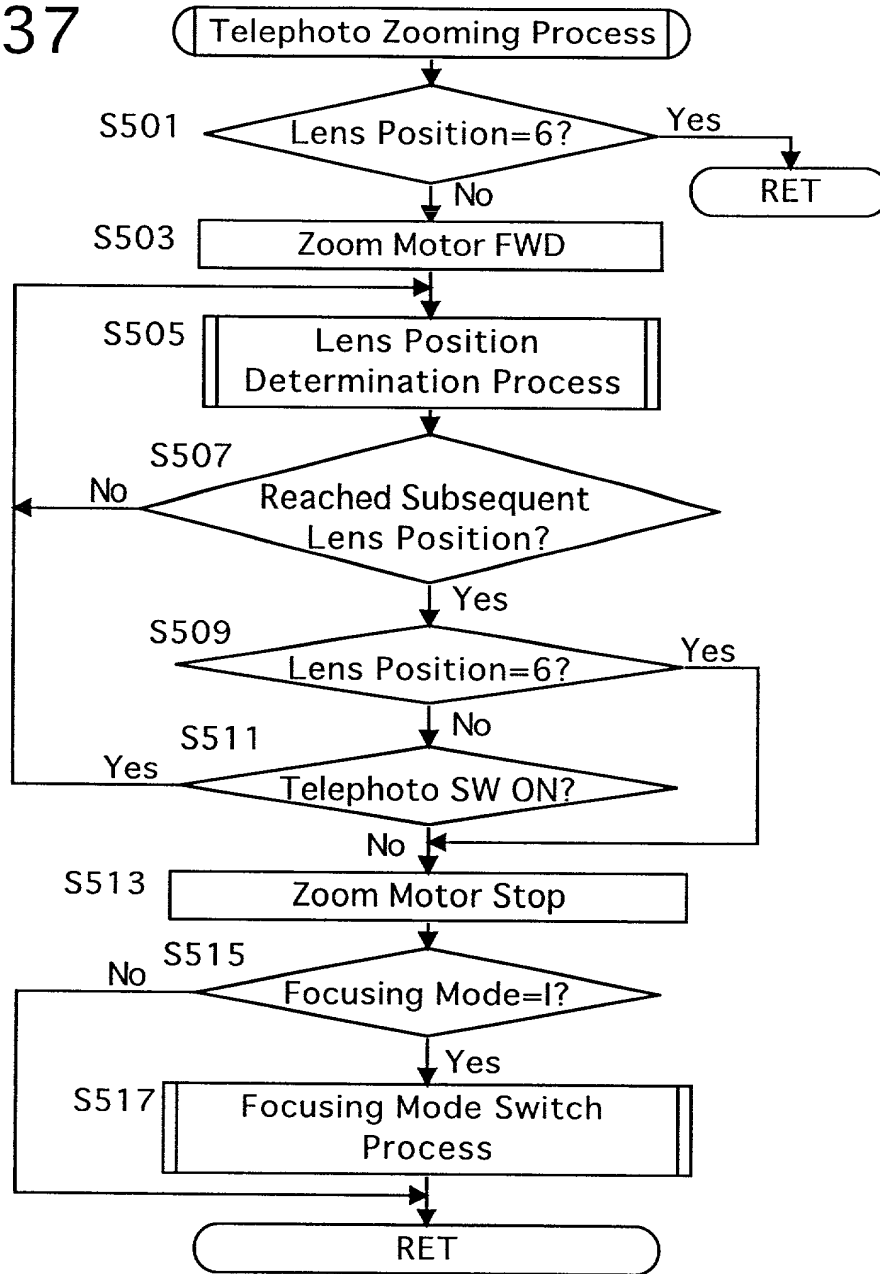 37
Telephoto Zooming Process
S501
Lens Position=6?
Yes
RET
No
S503
Zoom Motor FWD
S505
Lens Position
Determination Process
S507
No
Reached Subsequent
Lens Position?
Yes
S509
Lens Position=6?
Yes
No
S511
Yes
Telephoto SW ON?
No
S513
Zoom Motor Stop
S515
No
Focusing Mode=I?
Yes
S517
Focusing Mode Switch
Process
RET